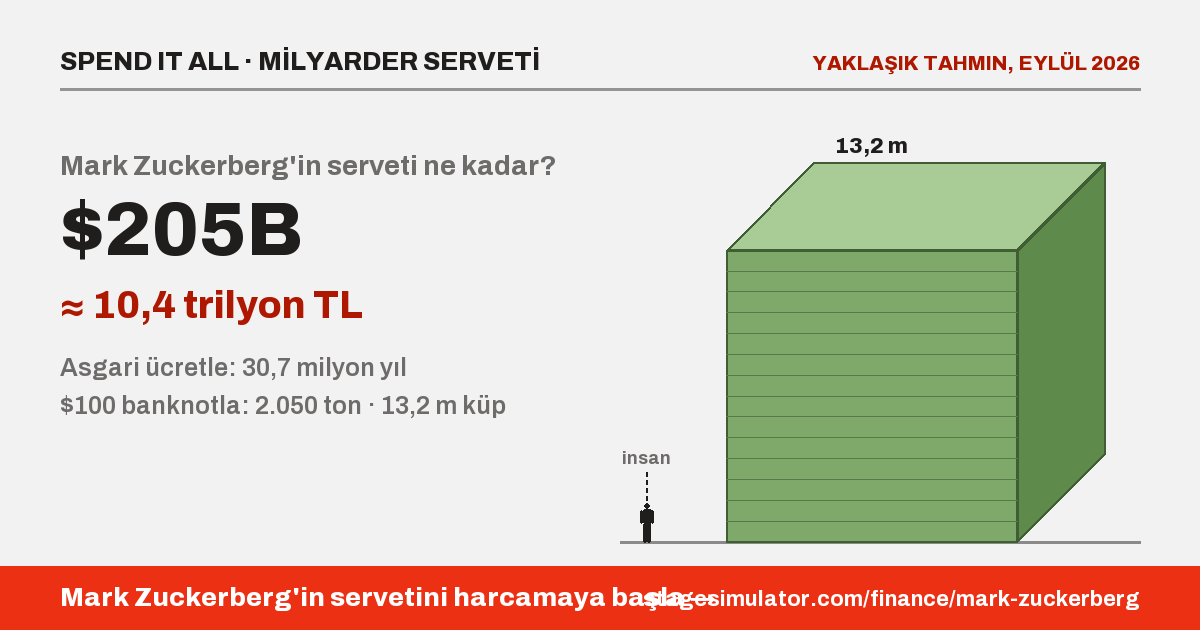 SPEND IT ALL · MİLYARDER SERVETİ
YAKLAŞIK TAHMIN, EYLÜL 2026
Mark Zuckerberg'in serveti ne kadar?
$205B
≈ 10,4 trilyon TL
Asgari ücretle: 30,7 milyon yıl
$100 banknotla: 2.050 ton · 13,2 m küp
13,2 m
insan
Mark Zuckerberg'in servetini harcamaya başla →
stagesimulator.com/finance/mark-zuckerberg